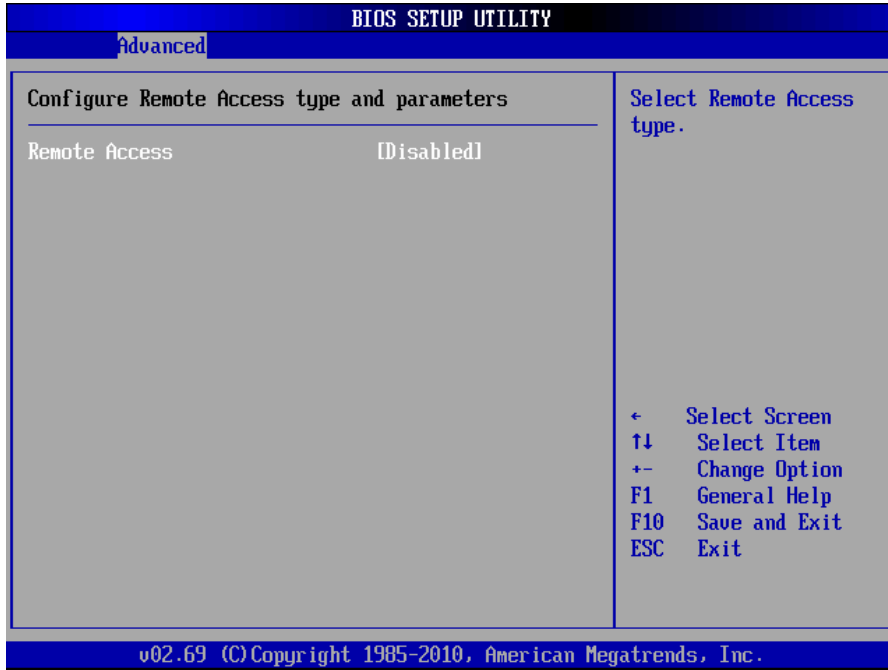 BIOS SETUP UTILITY
Advanced
Configure Remote Access type and parameters
Remote Access [Disabled]
Select Remote Access
type.
← Select Screen
↑↓ Select Item
+- Change Option
F1 General Help
F10 Save and Exit
ESC Exit
v02.69 (C)Copyright 1985-2010, American Megatrends, Inc.